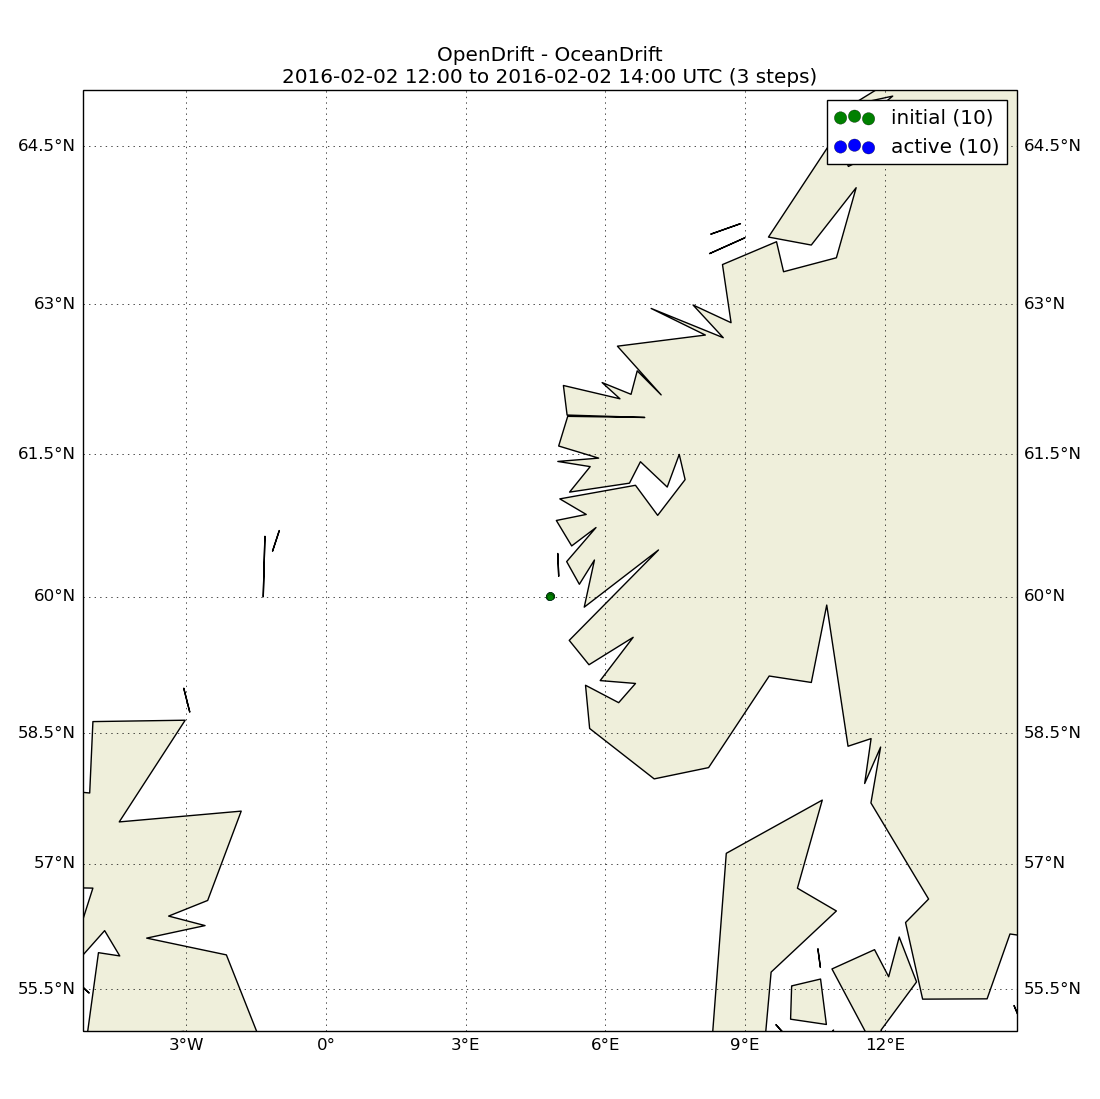 OpenDrift - OceanDrift
2016-02-02 12:00 to 2016-02-02 14:00 UTC (3 steps)
initial (10)
active (10)
64.5°N 64.5°N
63°N 63°N
61.5°N 61.5°N
60°N 60°N
58.5°N 58.5°N
57°N 57°N
55.5°N 55.5°N
3°W 0° 3°E 6°E 9°E 12°E